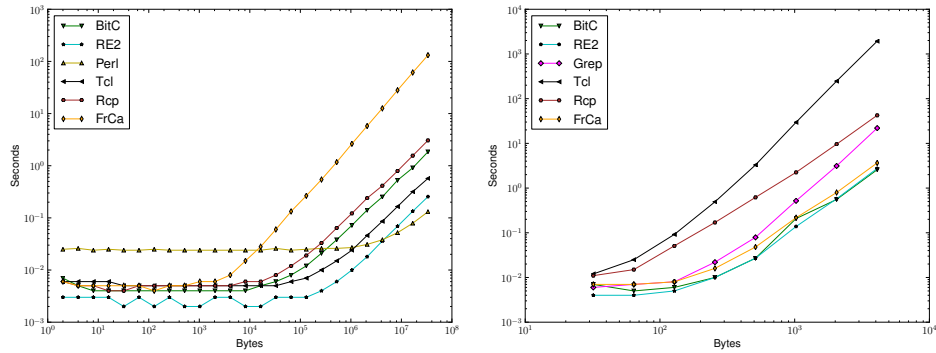 10^3
10^2
10^1
10^0
10^-1
10^-2
10^-3
Seconds
BitC
RE2
Perl
Tcl
Rcp
FrCa
10^0 10^1 10^2 10^3 10^4 10^5 10^6 10^7 10^8
Bytes
10^4
10^3
10^2
10^1
10^0
10^-1
10^-2
10^-3
Seconds
BitC
RE2
Grep
Tcl
Rcp
FrCa
10^1 10^2 10^3 10^4
Bytes